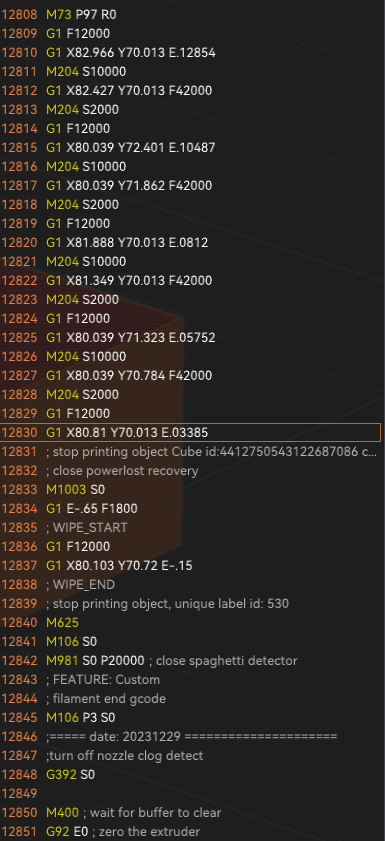 12808 M73 P97 R0
12809 G1 F12000
12810 G1 X82.966 Y70.013 E.12854
12811 M204 S10000
12812 G1 X82.427 Y70.013 F42000
12813 M204 S2000
12814 G1 F12000
12815 G1 X80.039 Y72.401 E.10487
12816 M204 S10000
12817 G1 X80.039 Y71.862 F42000
12818 M204 S2000
12819 G1 F12000
12820 G1 X81.888 Y70.013 E.0812
12821 M204 S10000
12822 G1 X81.349 Y70.013 F42000
12823 M204 S2000
12824 G1 F12000
12825 G1 X80.039 Y71.323 E.05752
12826 M204 S10000
12827 G1 X80.039 Y70.784 F42000
12828 M204 S2000
12829 G1 F12000
12830 G1 X80.81 Y70.013 E.03385
12831 ; stop printing object Cube id:4412750543122687086 c...
12832 ; close powerlost recovery
12833 M1003 S0
12834 G1 E-.65 F1800
12835 ; WIPE_START
12836 G1 F12000
12837 G1 X80.103 Y70.72 E-.15
12838 ; WIPE_END
12839 ; stop printing object, unique label id: 530
12840 M625
12841 M106 S0
12842 M981 S0 P20000 ; close spaghetti detector
12843 ; FEATURE: Custom
12844 ; filament end gcode
12845 M106 P3 S0
12846 ;===== date: 20231229 =====================
12847 ;turn off nozzle clog detect
12848 G392 S0
12849
12850 M400 ; wait for buffer to clear
12851 G92 E0 ; zero the extruder